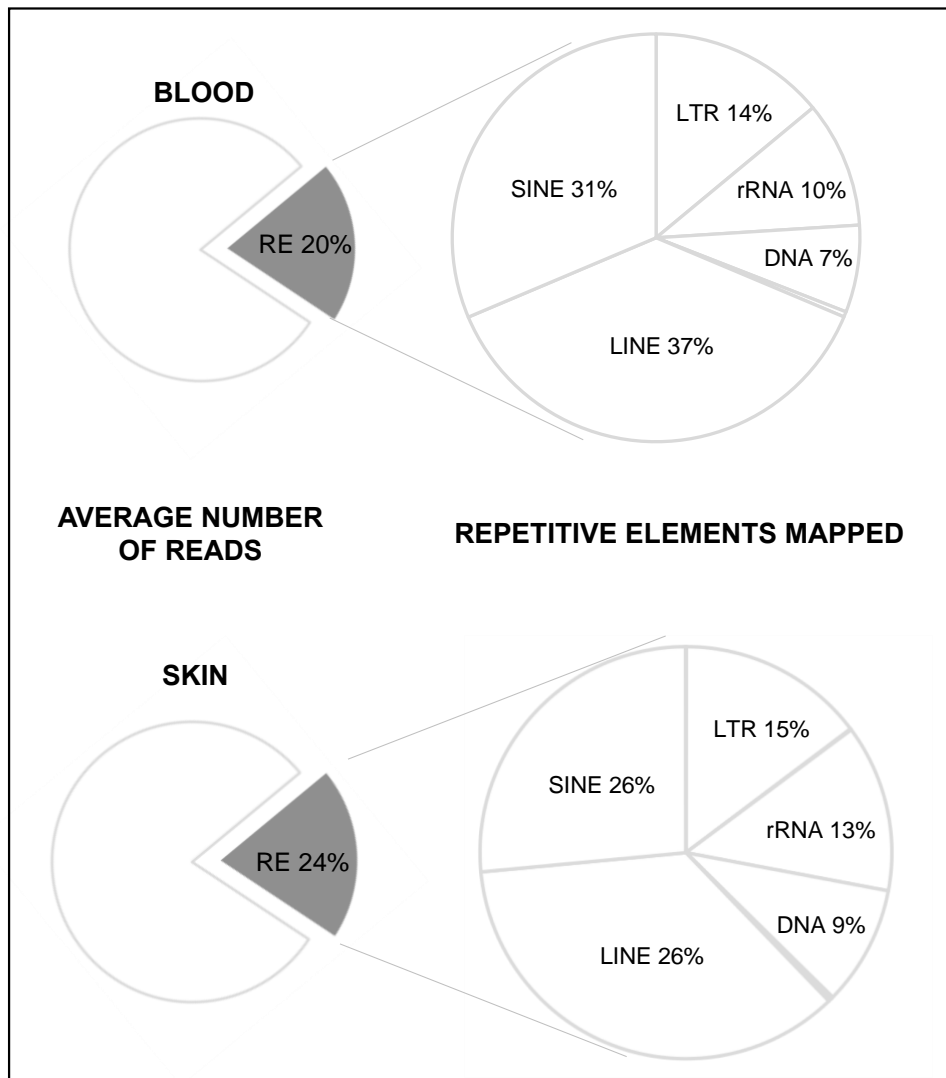 BLOOD
RE 20%
LTR 14%
rRNA 10%
DNA 7%
LINE 37%
SINE 31%
AVERAGE NUMBER
OF READS
REPETITIVE ELEMENTS MAPPED
SKIN
RE 24%
LTR 15%
rRNA 13%
DNA 9%
LINE 26%
SINE 26%